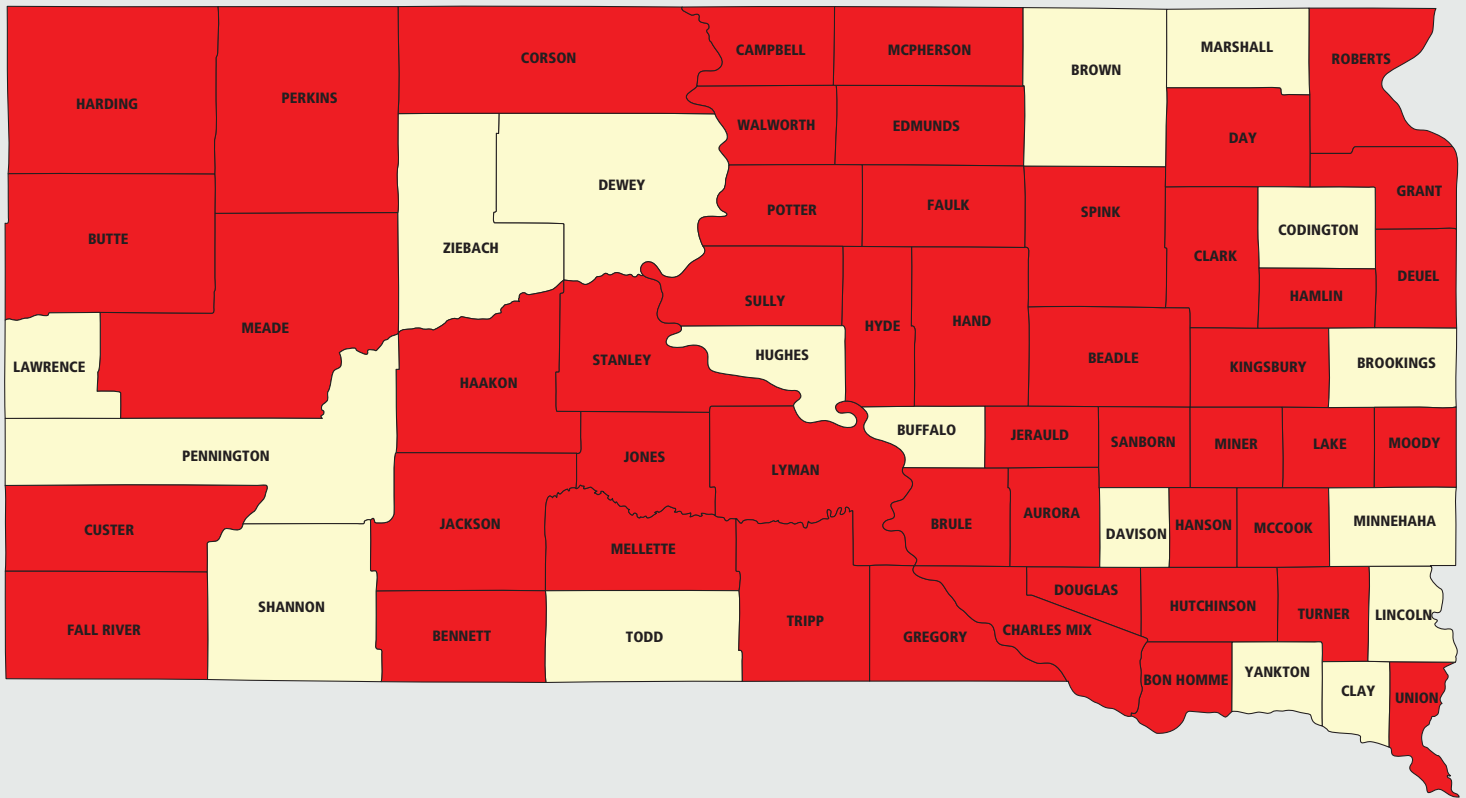 HARDING
PERKINS
CORSON
CAMPBELL
MCPHERSON
BROWN
MARSHALL
ROBERTS
WALWORTH
EDMUNDS
DAY
DEWEY
ZIEBACH
POTTER
FAULK
SPINK
GRANT
BUTTE
CODINGTON
CLARK
DEUEL
MEADE
SULLY
HYDE
HAND
HAMLIN
LAWRENCE
HAAKON
STANLEY
HUGHES
BEADLE
KINGSBURY
BROOKINGS
PENNINGTON
JONES
LYMAN
BUFFALO
JERAULD
SANBORN
MINER
LAKE
MOODY
CUSTER
JACKSON
MELLETTE
BRULE
AURORA
DAVISON
HANSON
MCCOOK
MINNEHAHA
FALL RIVER
SHANNON
BENNETT
TODD
TRIPP
GREGORY
CHARLES MIX
DOUGLAS
HUTCHINSON
TURNER
LINCOLN
BON HOMME
YANKTON
CLAY
UNION